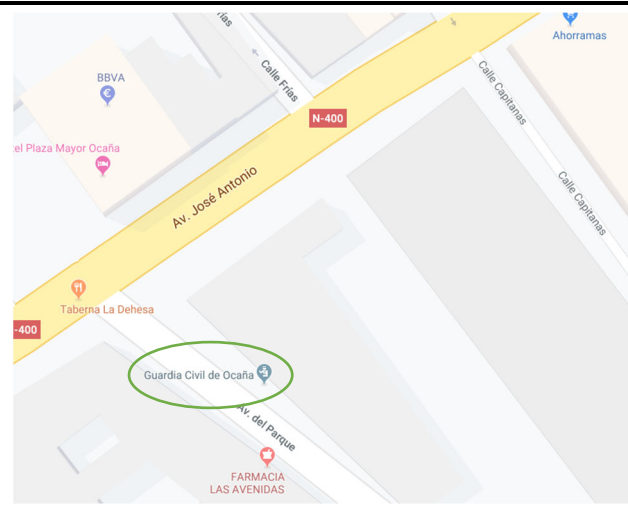 rías
Ahorramas
Calle Frías
BBVA
Calle Capitanas
N-400
el Plaza Mayor Ocaña
Av. José Antonio
Calle Capitanas
Taberna La Dehesa
-400
Guardia Civil de Ocaña
Av. del Parque
FARMACIA
LAS AVENIDAS